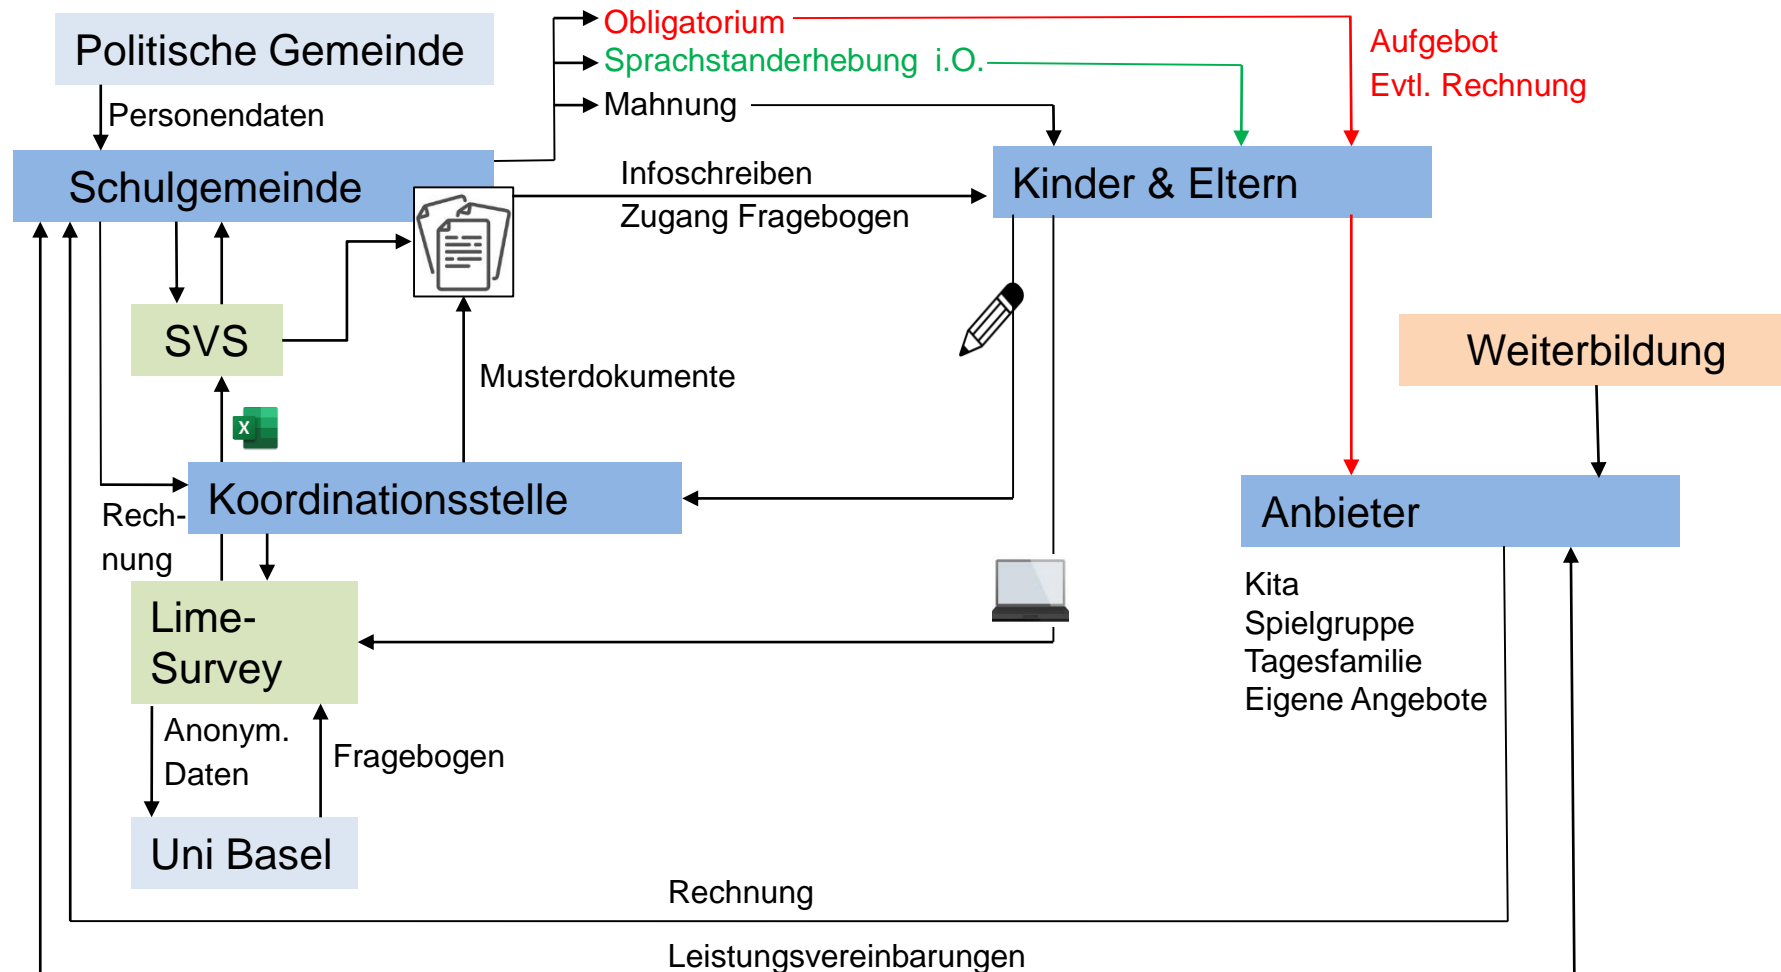 Politische Gemeinde
Obligatorium
Sprachstanderhebung i.O.
Mahnung
Aufgebot
Evtl. Rechnung
Personendaten
Schulgemeinde
Infoschreiben
Zugang Fragebogen
Kinder & Eltern
SVS
Musterdokumente
Weiterbildung
X
Koordinationsstelle
Rech-
nung
Anbieter
Kita
Spielgruppe
Tagesfamilie
Eigene Angebote
Lime-
Survey
Anonym.
Daten
Fragebogen
Uni Basel
Rechnung
Leistungsvereinbarungen